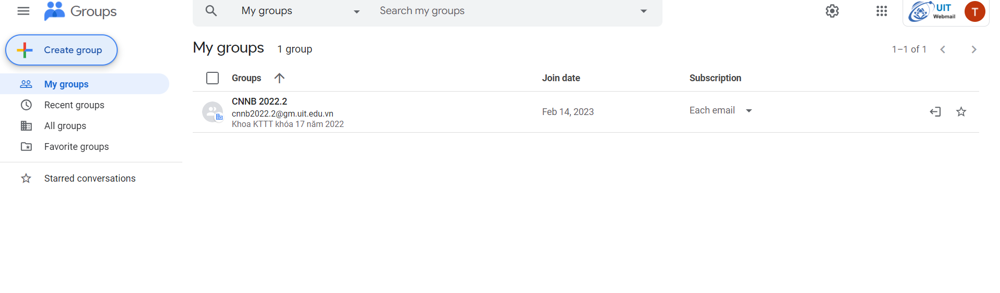 Groups
My groups
Search my groups
UIT
Webmail
T
Create group
My groups 1 group
1–1 of 1
My groups
Recent groups
All groups
Favorite groups
Starred conversations
Groups Join date Subscription
CNNB 2022.2
cnnb2022.2@gm.uit.edu.vn
Khoa KTTT khóa 17 năm 2022
Feb 14, 2023
Each email